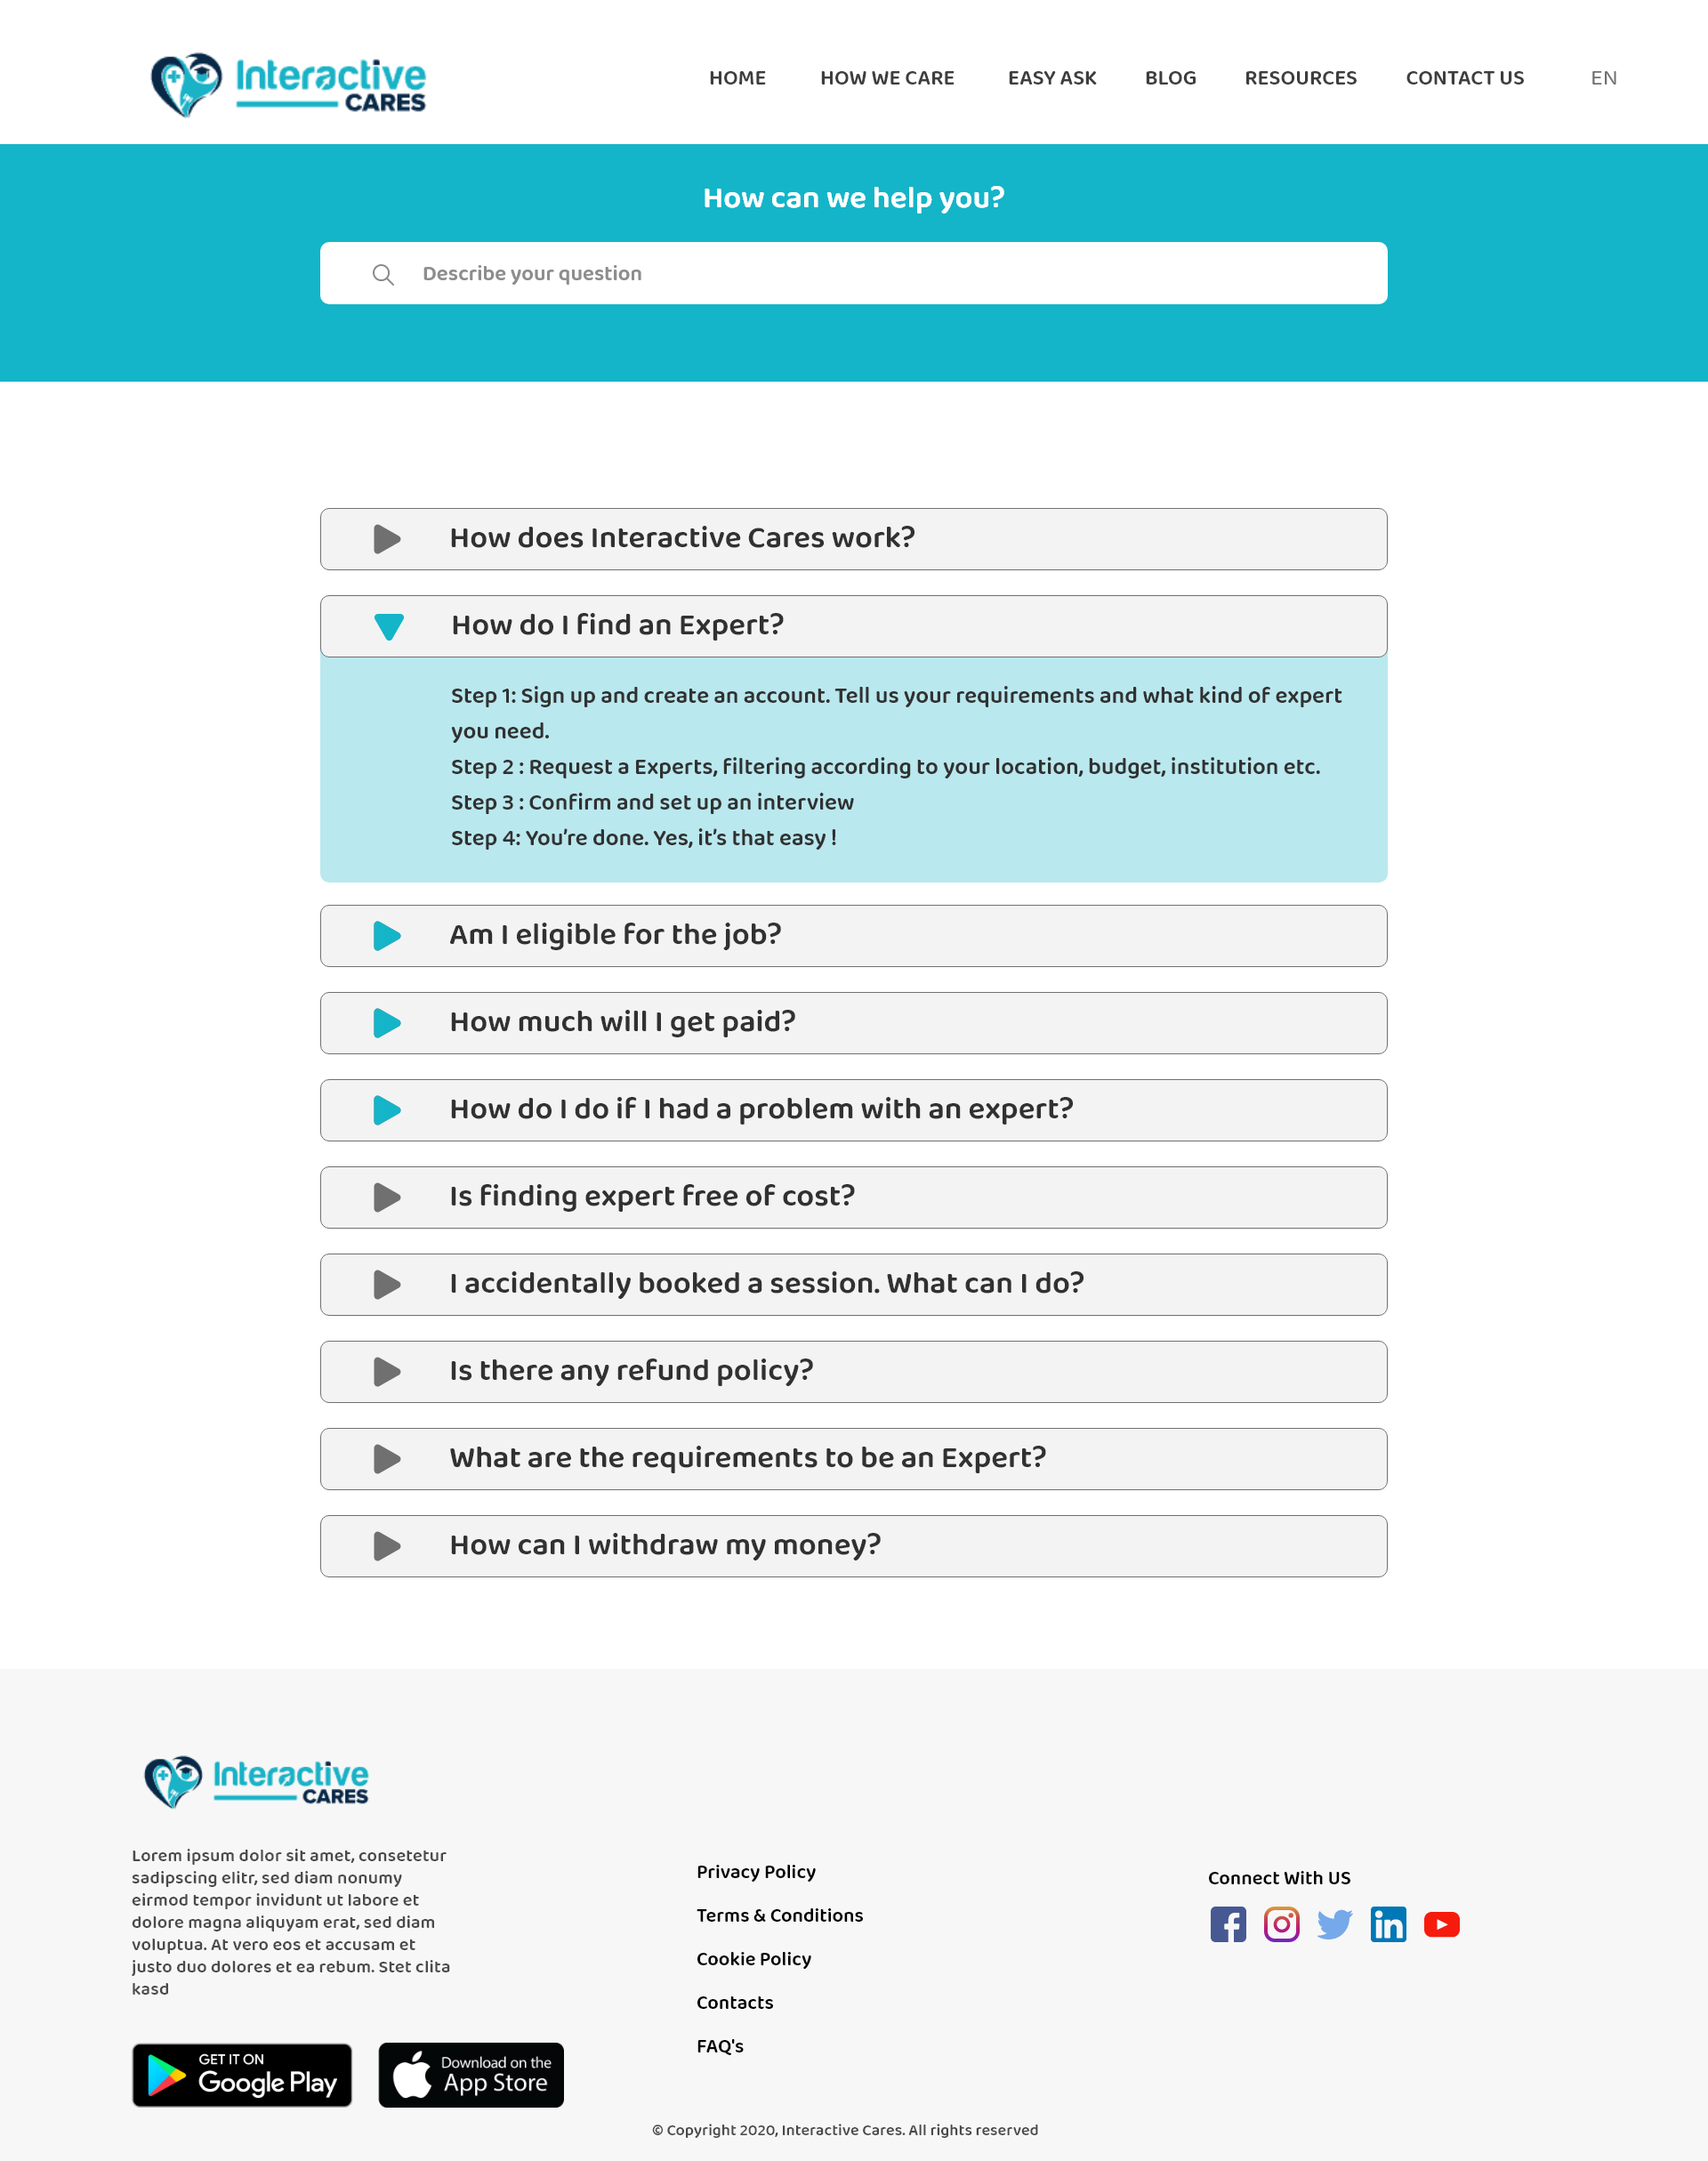 Interactive
CARES
HOME HOW WE CARE EASY ASK BLOG RESOURCES CONTACT US EN
How can we help you?
Describe your question
How does Interactive Cares work?
How do I find an Expert?
Step 1: Sign up and create an account. Tell us your requirements and what kind of expert
you need.
Step 2 : Request a Experts, filtering according to your location, budget, institution etc.
Step 3 : Confirm and set up an interview
Step 4: You’re done. Yes, it’s that easy !
Am I eligible for the job?
How much will I get paid?
How do I do if I had a problem with an expert?
Is finding expert free of cost?
I accidentally booked a session. What can I do?
Is there any refund policy?
What are the requirements to be an Expert?
How can I withdraw my money?
Interactive
CARES
Lorem ipsum dolor sit amet, consetetur
sadipscing elitr, sed diam nonumy
eirmod tempor invidunt ut labore et
dolore magna aliquyam erat, sed diam
voluptua. At vero eos et accusam et
justo duo dolores et ea rebum. Stet clita
kasd
GET IT ON
Google Play
Download on the
App Store
Privacy Policy
Terms & Conditions
Cookie Policy
Contacts
FAQ's
Connect With US
© Copyright 2020, Interactive Cares. All rights reserved